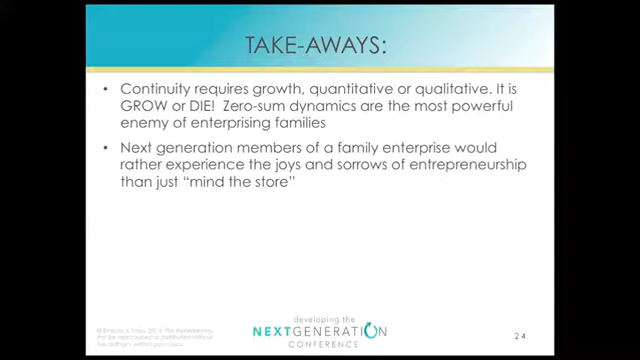 TAKE-AWAYS:
• Continuity requires growth, quantitative or qualitative. It is
GROW or DIE! Zero-sum dynamics are the most powerful
enemy of enterprising families
• Next generation members of a family enterprise would
rather experience the joys and sorrows of entrepreneurship
than just “mind the store”
developing the
NEXTGENERATION
CONFERENCE
24